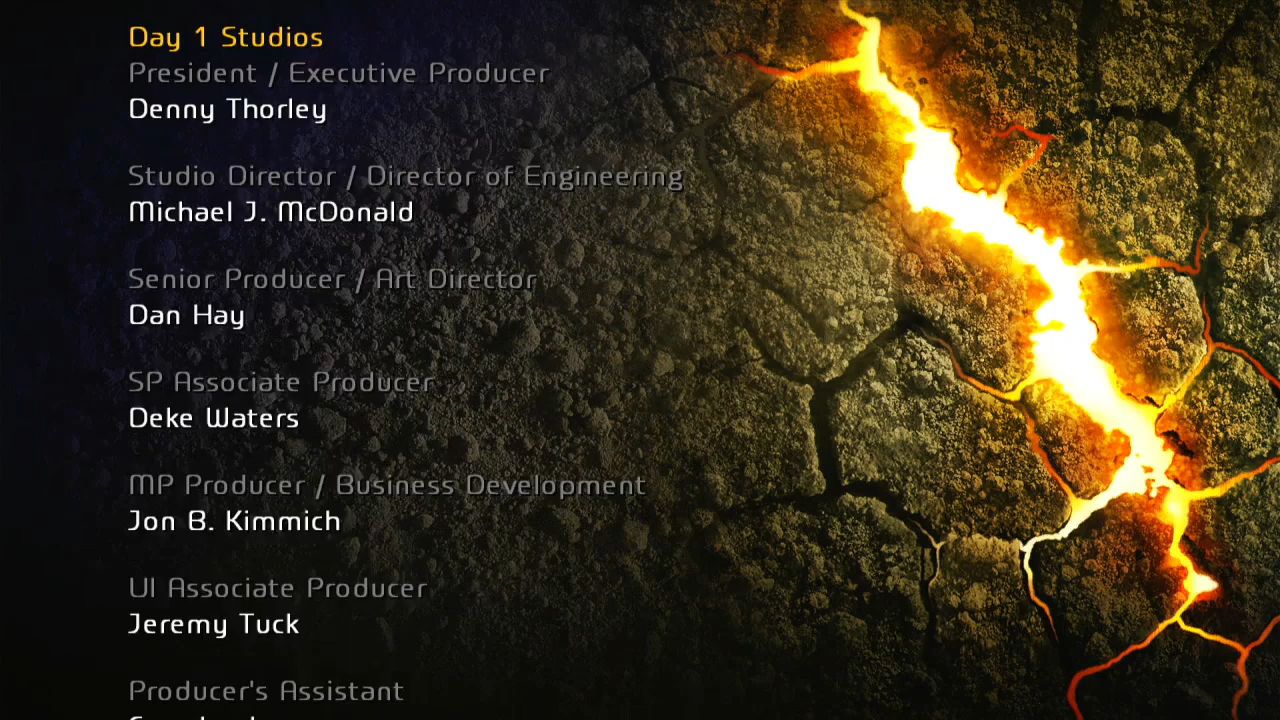 Day 1 Studios
President / Executive Producer
Denny Thorley
Studio Director / Director of Engineering
Michael J. McDonald
Senior Producer / Art Director
Dan Hay
SP Associate Producer
Deke Waters
MP Producer / Business Development
Jon B. Kimmich
UI Associate Producer
Jeremy Tuck
Producer's Assistant